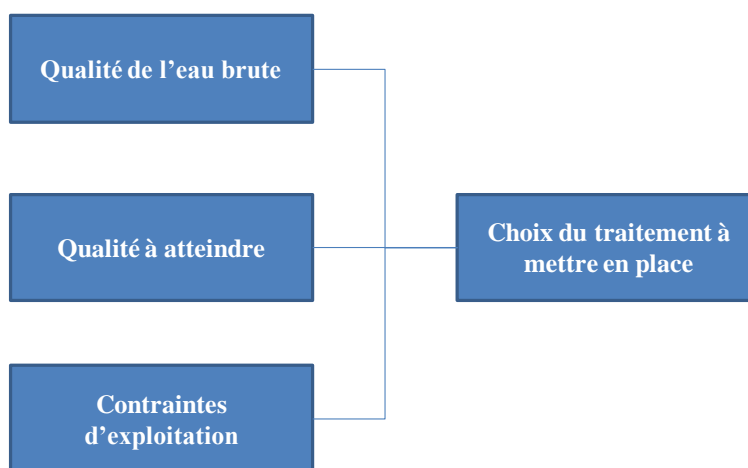 Qualité de l’eau brute
Qualité à atteindre
Choix du traitement à
mettre en place
Contraintes
d’exploitation